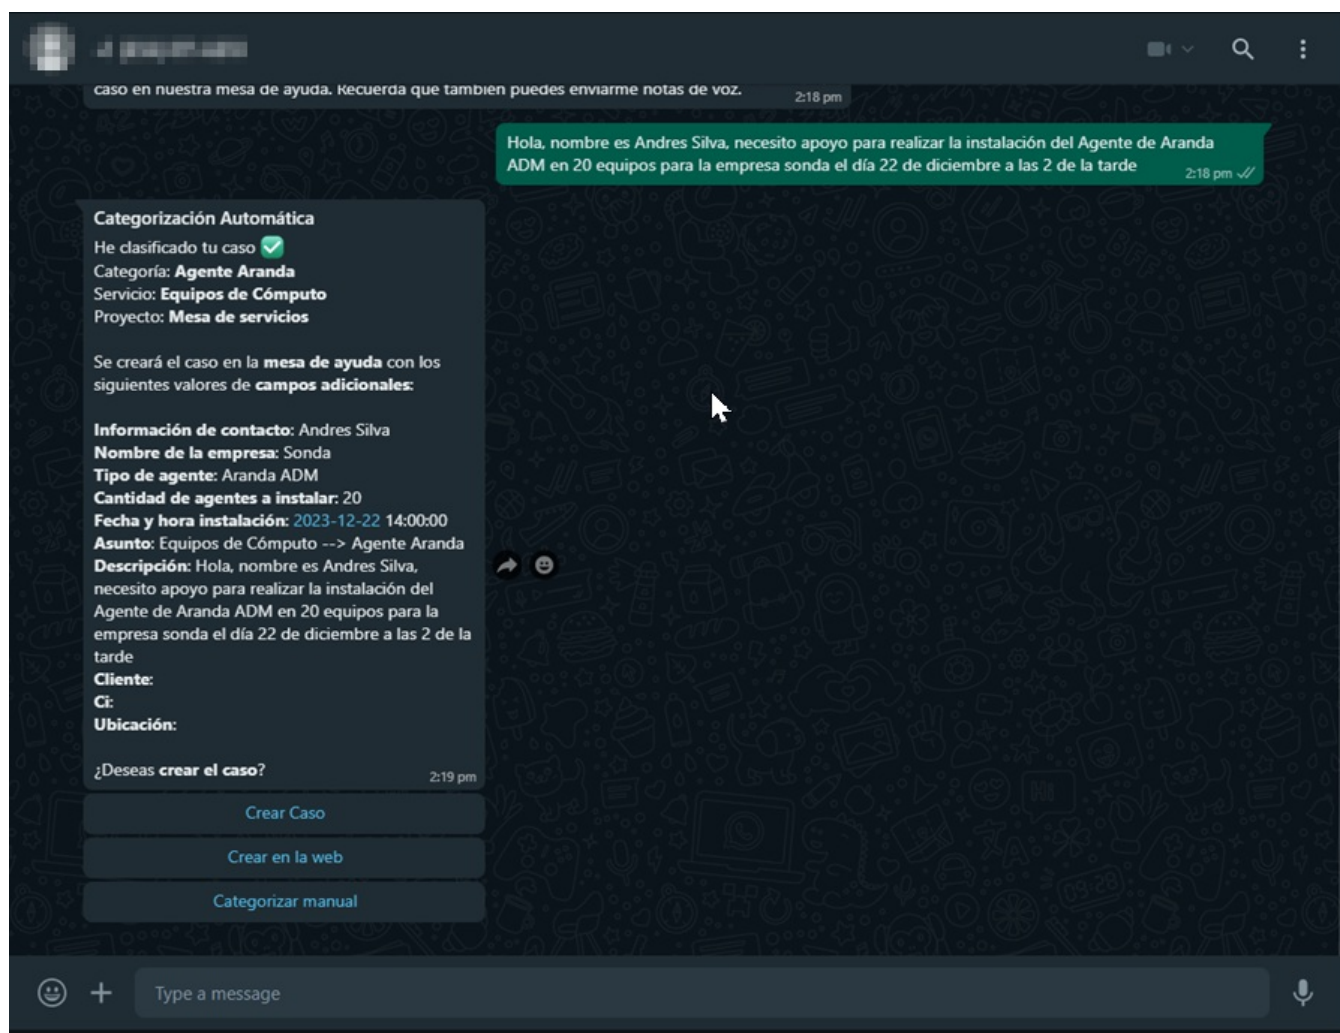 caso en nuestra mesa de ayuda. Recuerda que también puedes enviarme notas de voz.
2:18 pm
Hola, nombre es Andres Silva, necesito apoyo para realizar la instalación del Agente de Aranda
ADM en 20 equipos para la empresa sonda el día 22 de diciembre a las 2 de la tarde
2:18 pm
Categorización Automática
He clasificado tu caso ✅
Categoría: Agente Aranda
Servicio: Equipos de Cómputo
Proyecto: Mesa de servicios
Se creará el caso en la mesa de ayuda con los
siguientes valores de campos adicionales:
Información de contacto: Andres Silva
Nombre de la empresa: Sonda
Tipo de agente: Aranda ADM
Cantidad de agentes a instalar: 20
Fecha y hora instalación: 2023-12-22 14:00:00
Asunto: Equipos de Cómputo --> Agente Aranda
Descripción: Hola, nombre es Andres Silva,
necesito apoyo para realizar la instalación del
Agente de Aranda ADM en 20 equipos para la
empresa sonda el día 22 de diciembre a las 2 de la
tarde
Cliente:
Ci:
Ubicación:
¿Deseas crear el caso?
2:19 pm
Crear Caso
Crear en la web
Categorizar manual
Type a message